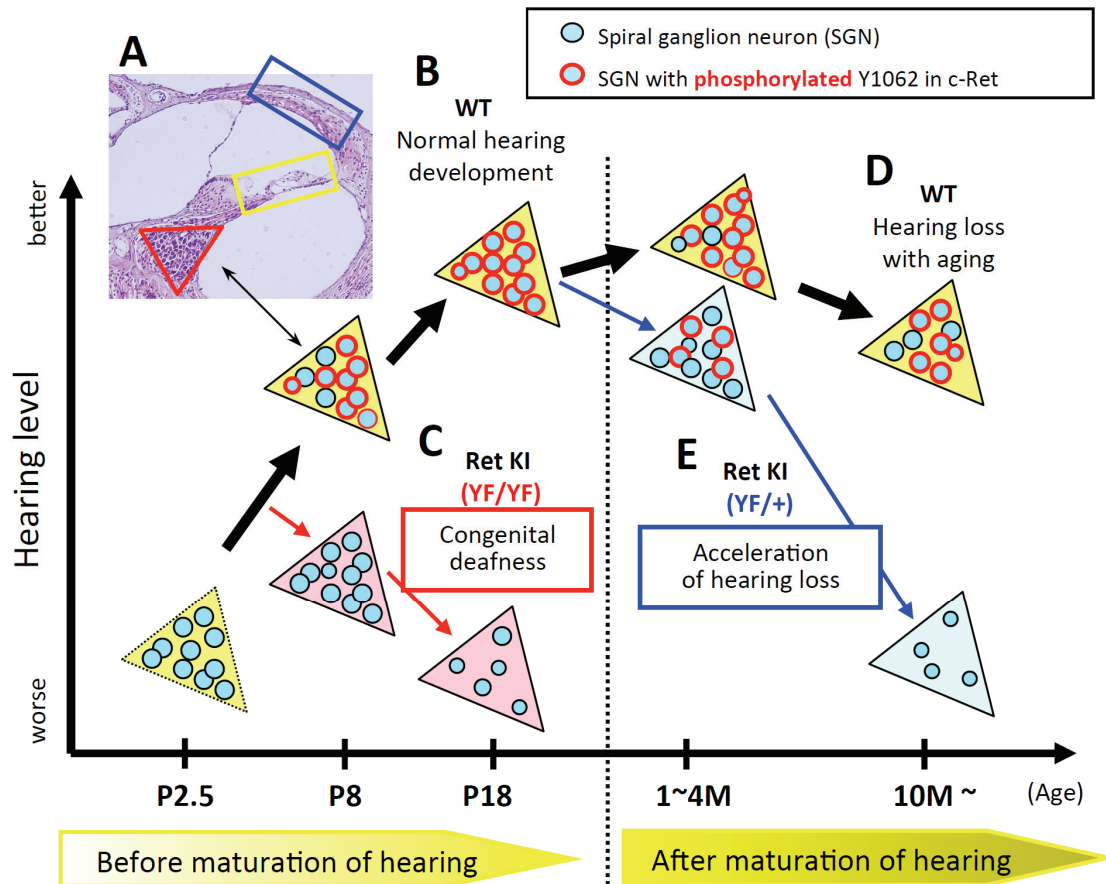 Spiral ganglion neuron (SGN)
SGN with phosphorylated Y1062 in c-Ret
A
B
WT
Normal hearing
development
D
WT
Hearing loss
with aging
C
Ret KI
(YF/YF)
Congenital
deafness
E
Ret KI
(YF/+)
Acceleration
of hearing loss
better
Hearing level
worse
P2.5
P8
P18
1~4M
10M ~
(Age)
Before maturation of hearing
After maturation of hearing